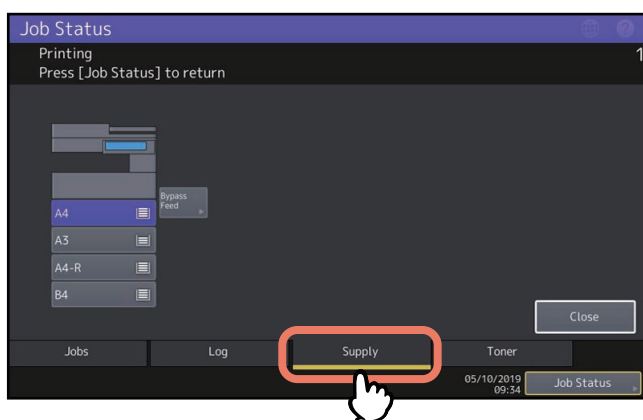 Job Status
Printing
1
Press [Job Status] to return
Bypass
Feed
A4
A3
A4-R
B4
Close
Jobs
Log
Supply
Toner
05/10/2019
09:34
Job Status